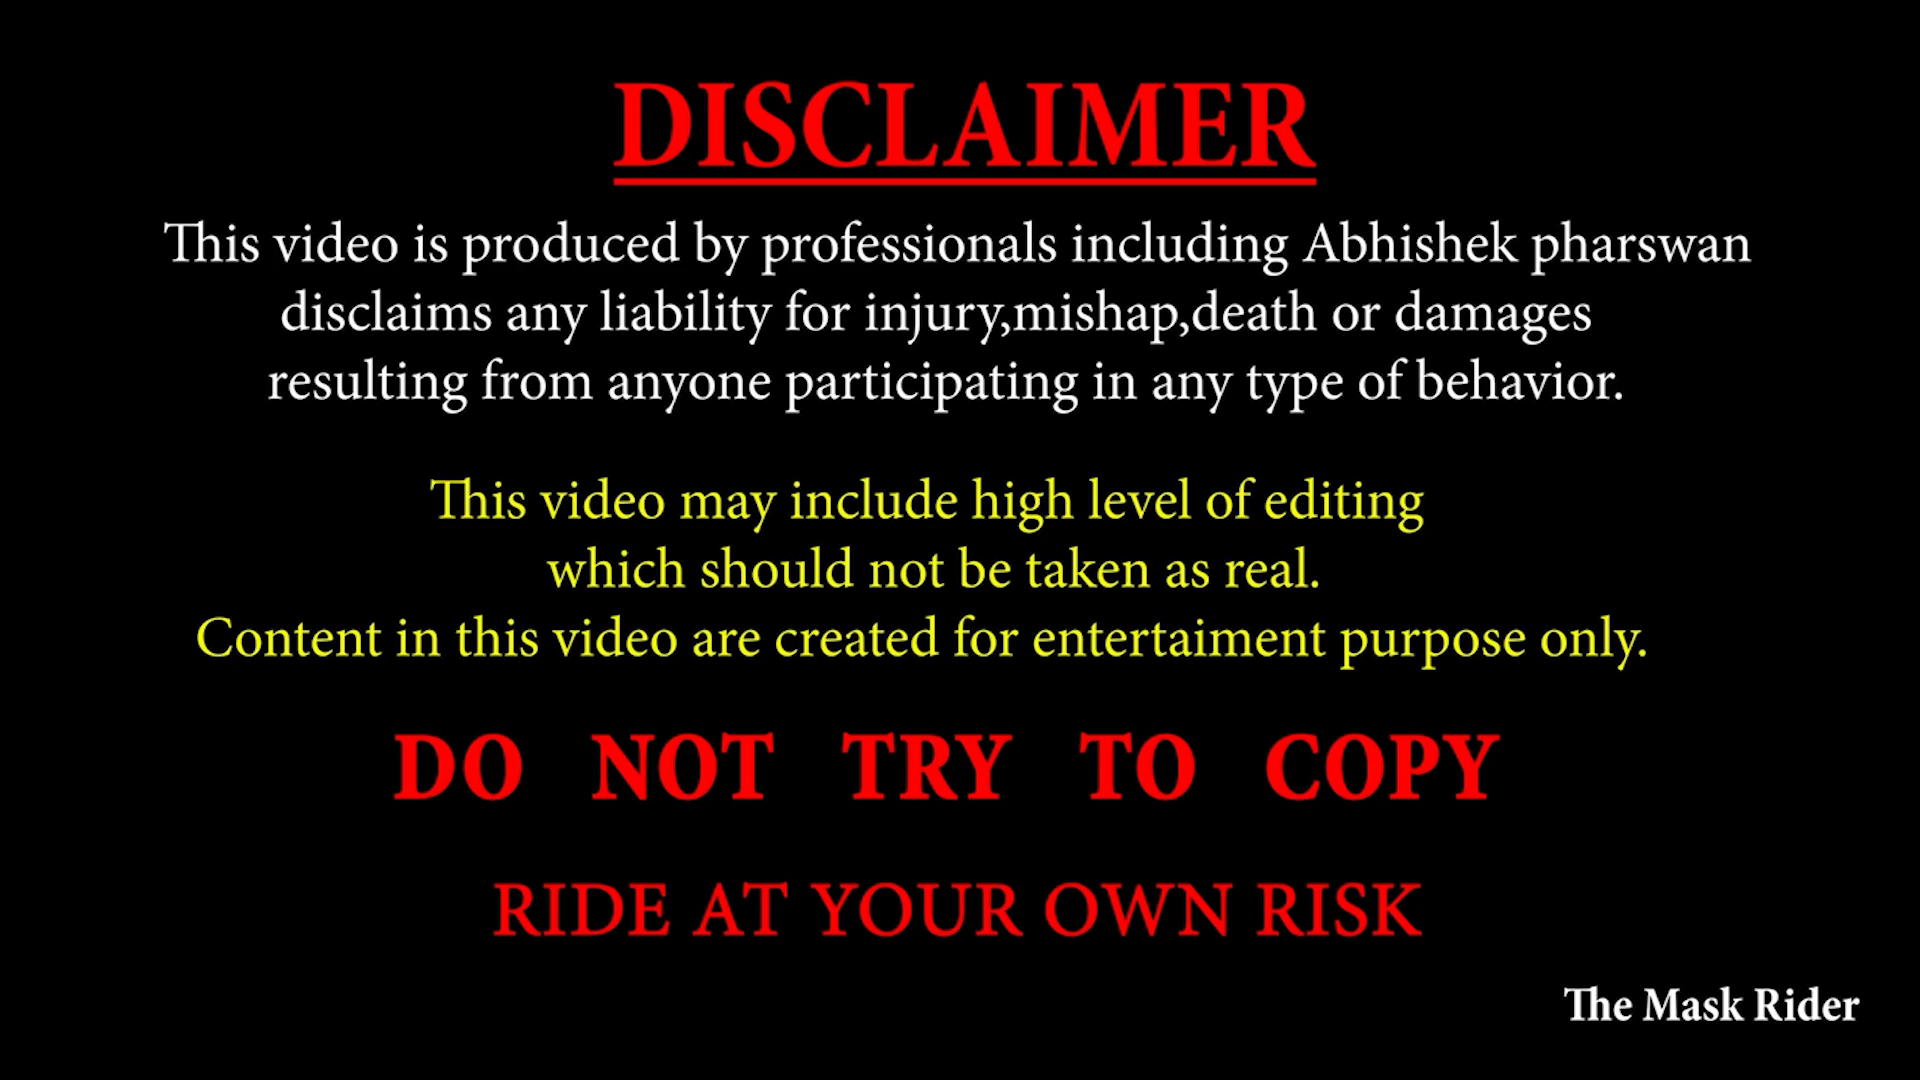 DISCLAIMER
This video is produced by professionals including Abhishek pharswan
disclaims any liability for injury,mishap,death or damages
resulting from anyone participating in any type of behavior.
This video may include high level of editing
which should not be taken as real.
Content in this video are created for entertaiment purpose only.
DO NOT TRY TO COPY
RIDE AT YOUR OWN RISK
The Mask Rider